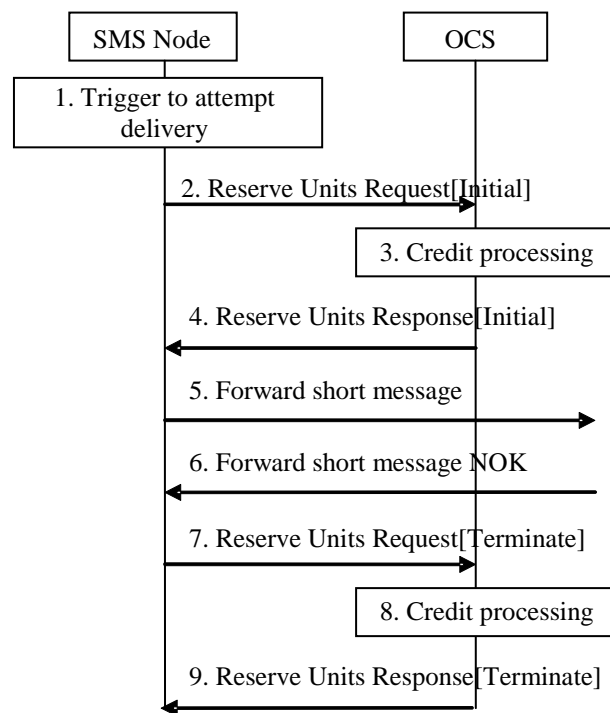 SMS Node
OCS
1. Trigger to attempt
delivery
2. Reserve Units Request[Initial]
3. Credit processing
4. Reserve Units Response[Initial]
5. Forward short message
6. Forward short message NOK
7. Reserve Units Request[Terminate]
8. Credit processing
9. Reserve Units Response[Terminate]